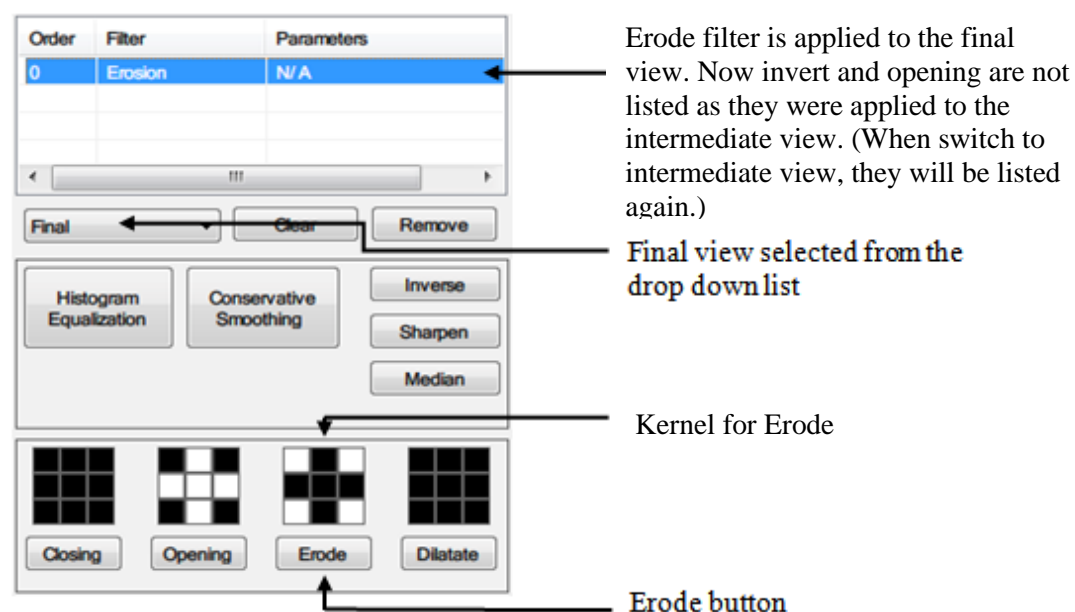 Order Filter Parameters
0 Erosion N/A
Final Clear Remove
Histogram
Equalization
Conservative
Smoothing
Inverse
Sharpen
Median
Closing Opening Erode Dilatate
Erode filter is applied to the final
view. Now invert and opening are not
listed as they were applied to the
intermediate view. (When switch to
intermediate view, they will be listed
again.)
Final view selected from the
drop down list
Kernel for Erode
Erode button